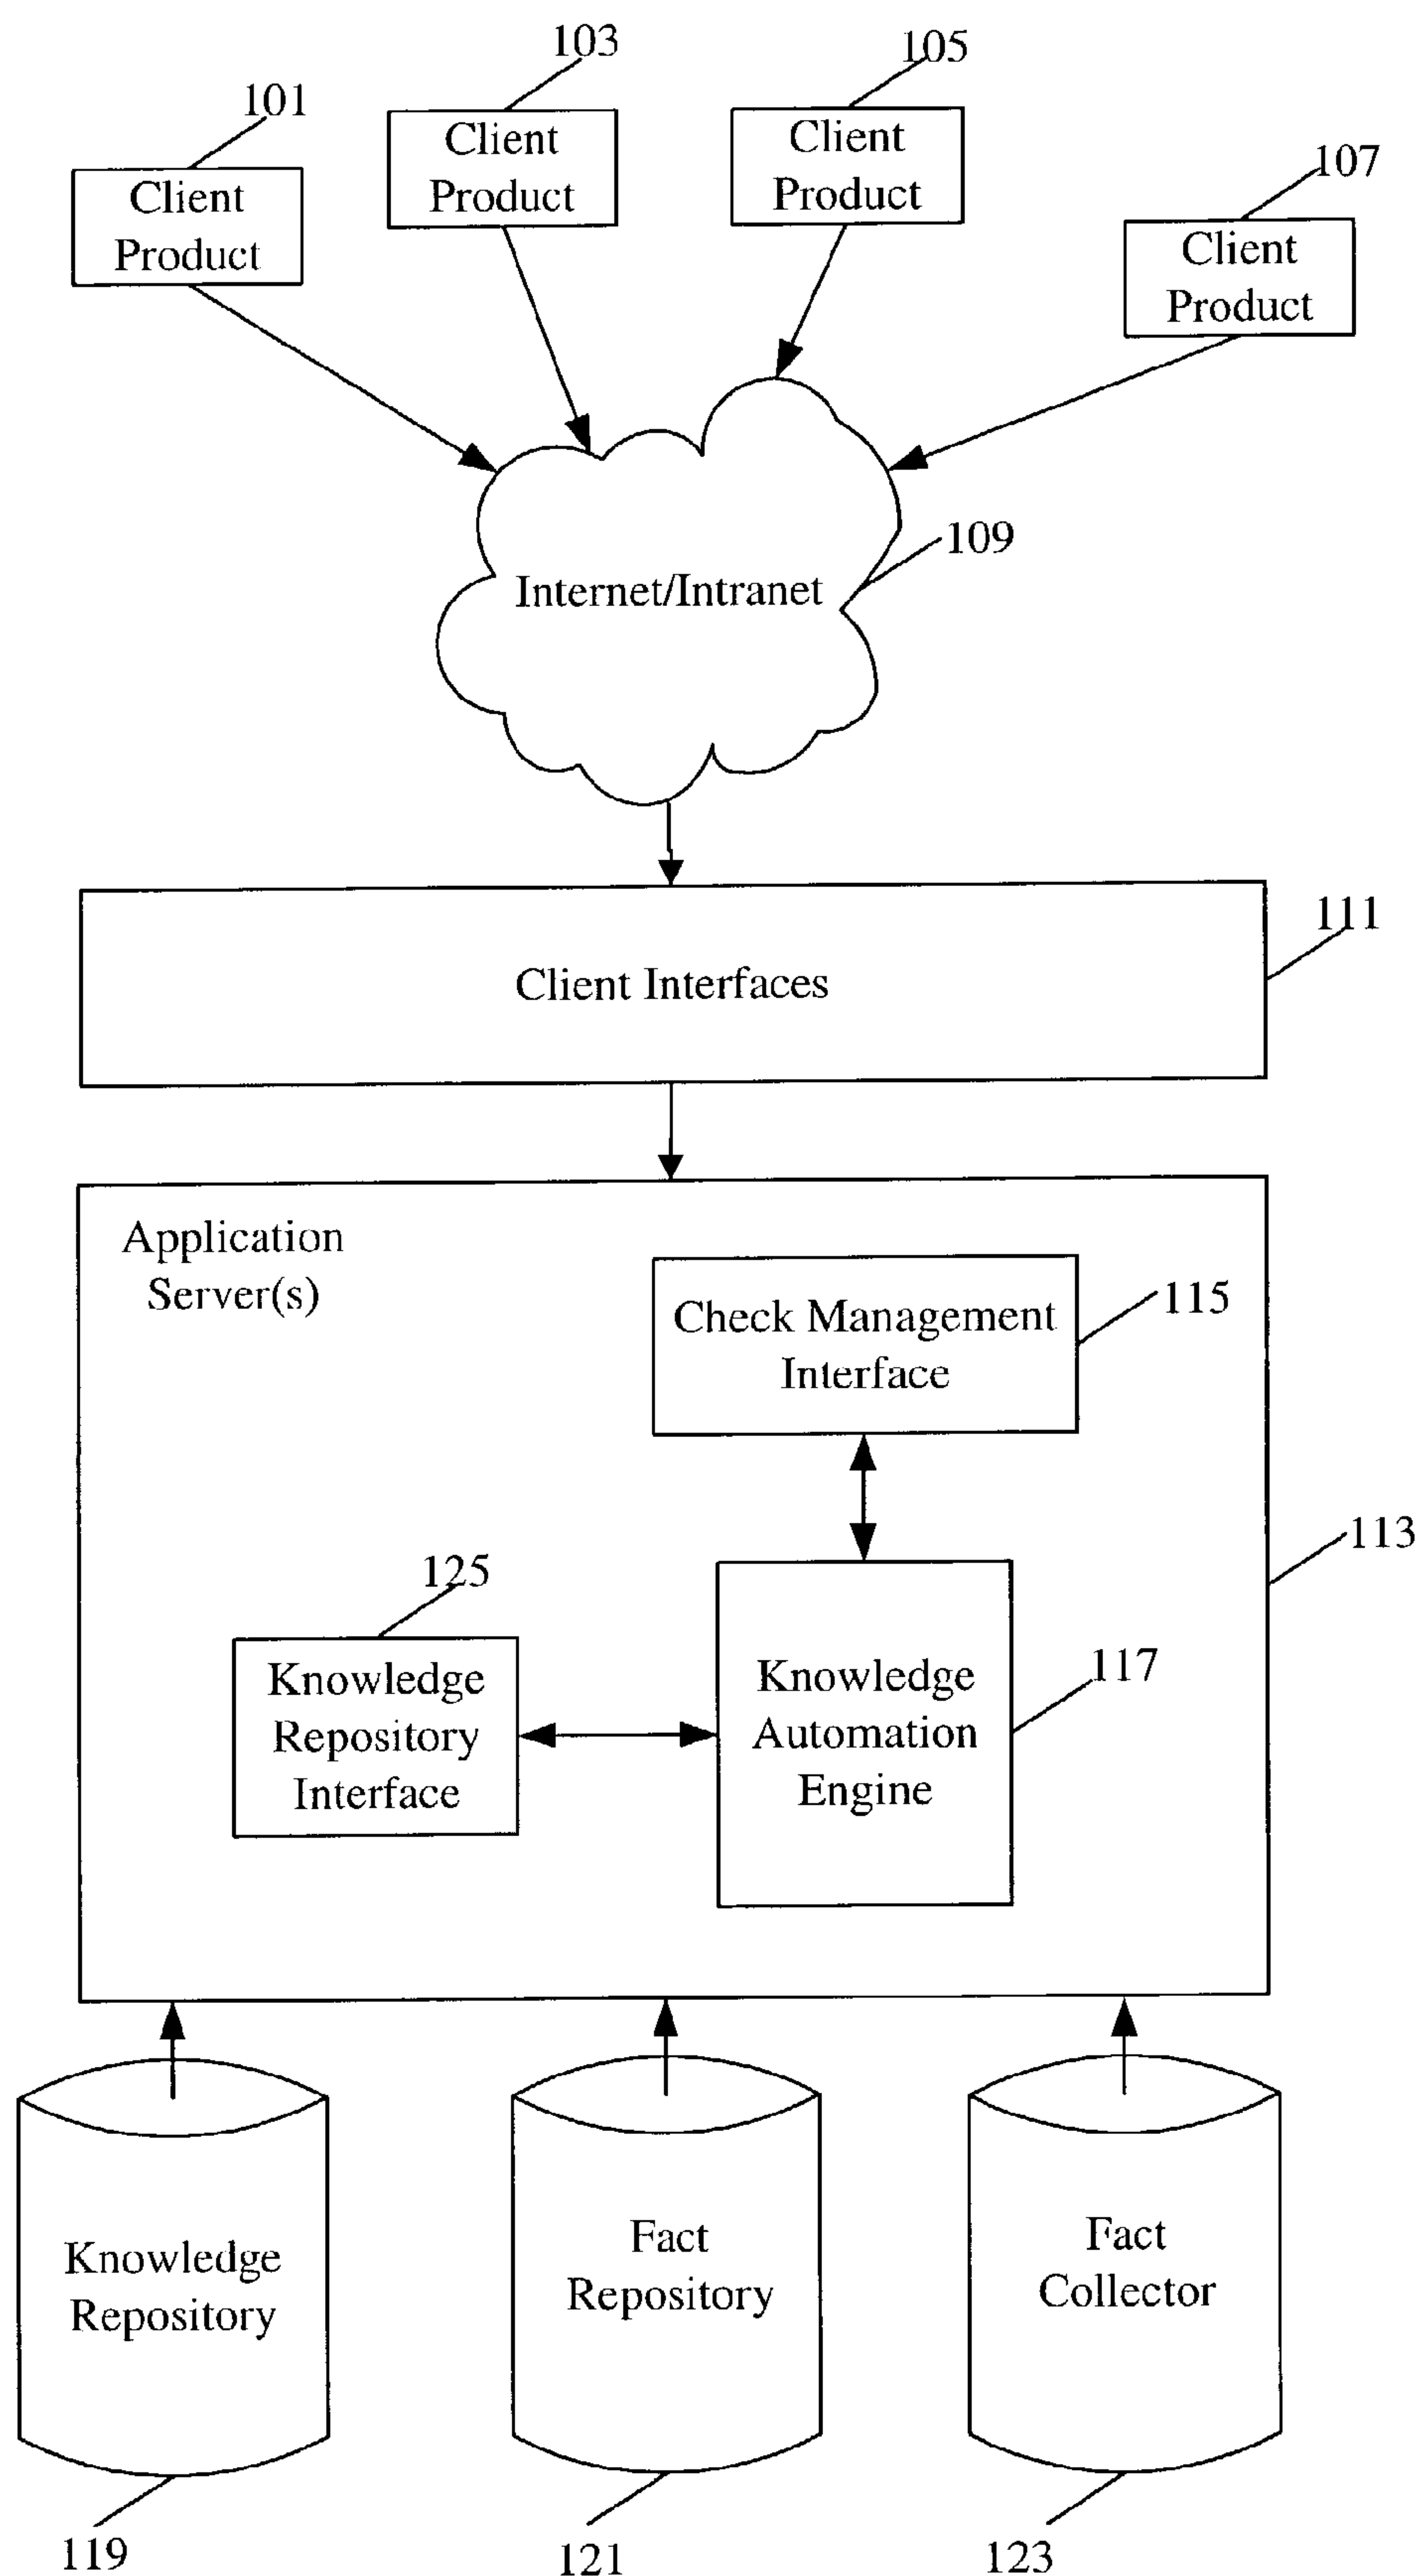 103
105
101
107
Client
Product
Client
Product
Client
Product
Client
Product
109
Internet/Intranet
111
Client Interfaces
Application
Server(s)
Check Management
Interface
115
113
125
Knowledge
Repository
Interface
Knowledge
Automation
Engine
117
Knowledge
Repository
Fact
Repository
Fact
Collector
119
121
123